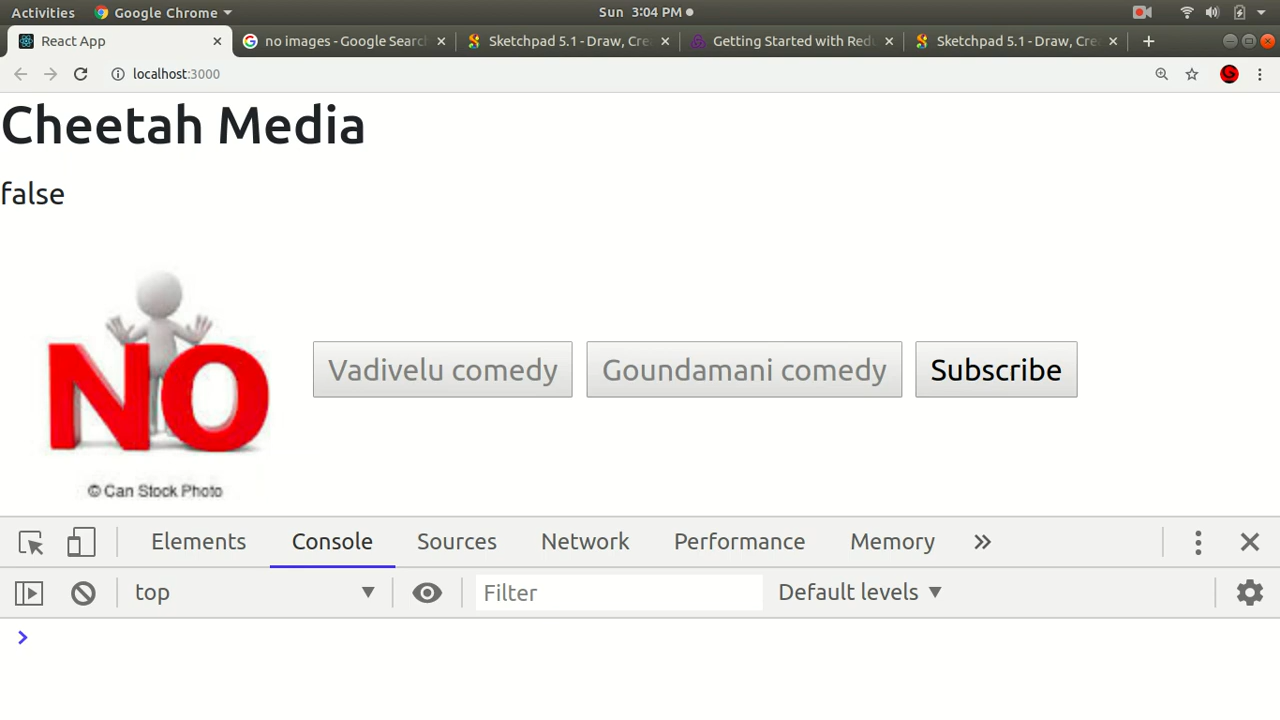 Activities Google Chrome Sun 3:04 PM
React App no images - Google Search Sketchpad 5.1 - Draw, Cre Getting Started with Redu Sketchpad 5.1 - Draw, Cre
localhost:3000
Cheetah Media
false
NO
© Can Stock Photo
Vadivelu comedy Goundamani comedy Subscribe
Elements Console Sources Network Performance Memory »
top Filter Default levels
>